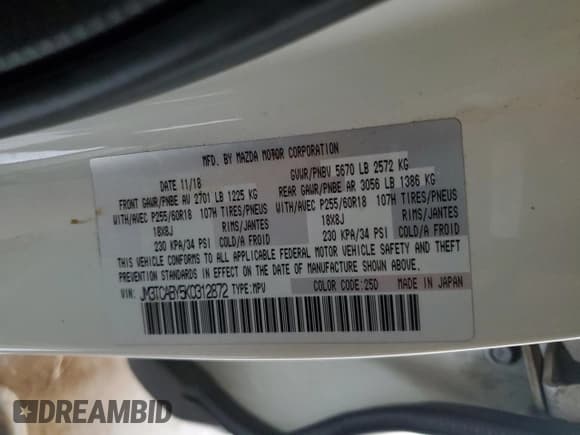 MFD. BY MAZDA MOTOR CORPORATION
DATE 11/18
GVWR/PNBV 5670 LB 2572 KG
FRONT GAWR/PNBE AV 2701 LB 1225 KG
REAR GAWR/PNBE AR 3056 LB 1386 KG
WITH/AVEC P255/60R18 107H TIRES/PNEUS
WITH/AVEC P255/60R18 107H TIRES/PNEUS
18X8J RIMS/JANTES
18X8J RIMS/JANTES
230 KPA/34 PSI COLD/A FROID
230 KPA/34 PSI COLD/A FROID
THIS VEHICLE CONFORMS TO ALL APPLICABLE FEDERAL MOTOR VEHICLE SAFETY AND THEFT
PREVENTION STANDARDS IN EFFECT ON THE DATE OF MANUFACTURE SHOWN ABOVE.
VIN: JM3TCABY5K0312872 TYPE:MPV COLOR CODE:25D MADE IN JAPAN
DREAMBID